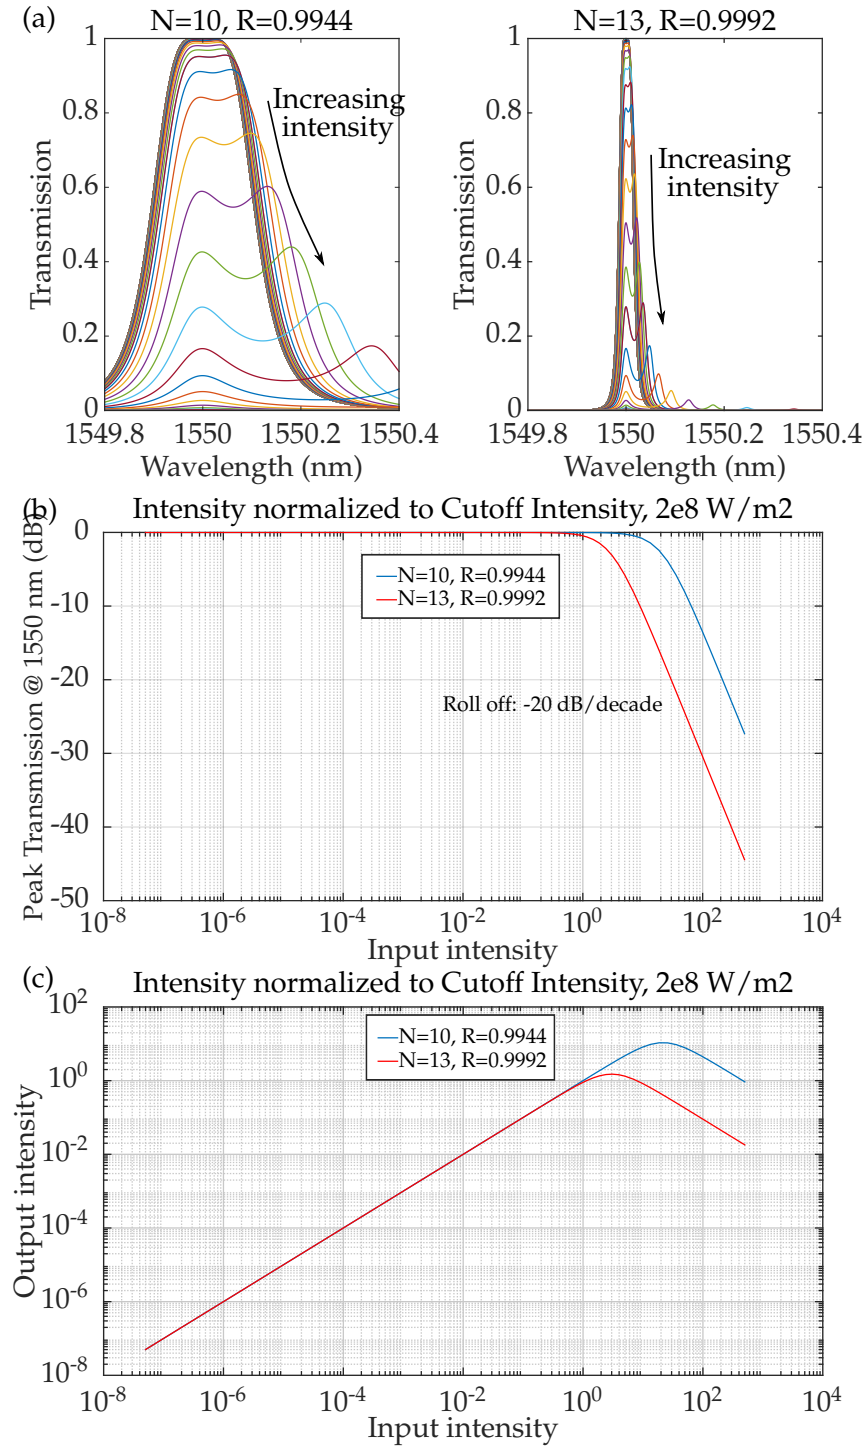 (a)
N=10, R=0.9944
N=13, R=0.9992
Transmission
1
0.8
0.6
0.4
0.2
0
Increasing
intensity
1549.8 1550 1550.2 1550.4
Wavelength (nm)
Transmission
1
0.8
0.6
0.4
0.2
0
Increasing
intensity
1549.8 1550 1550.2 1550.4
Wavelength (nm)
(b)
Intensity normalized to Cutoff Intensity, 2e8 W/m2
Peak Transmission @ 1550 nm (dB)
0
-10
-20
-30
-40
-50
N=10, R=0.9944
N=13, R=0.9992
Roll off: -20 dB/decade
10^-8 10^-6 10^-4 10^-2 10^0 10^2 10^4
Input intensity
(c)
Intensity normalized to Cutoff Intensity, 2e8 W/m2
Output intensity
10^2
10^0
10^-2
10^-4
10^-6
10^-8
N=10, R=0.9944
N=13, R=0.9992
10^-8 10^-6 10^-4 10^-2 10^0 10^2 10^4
Input intensity